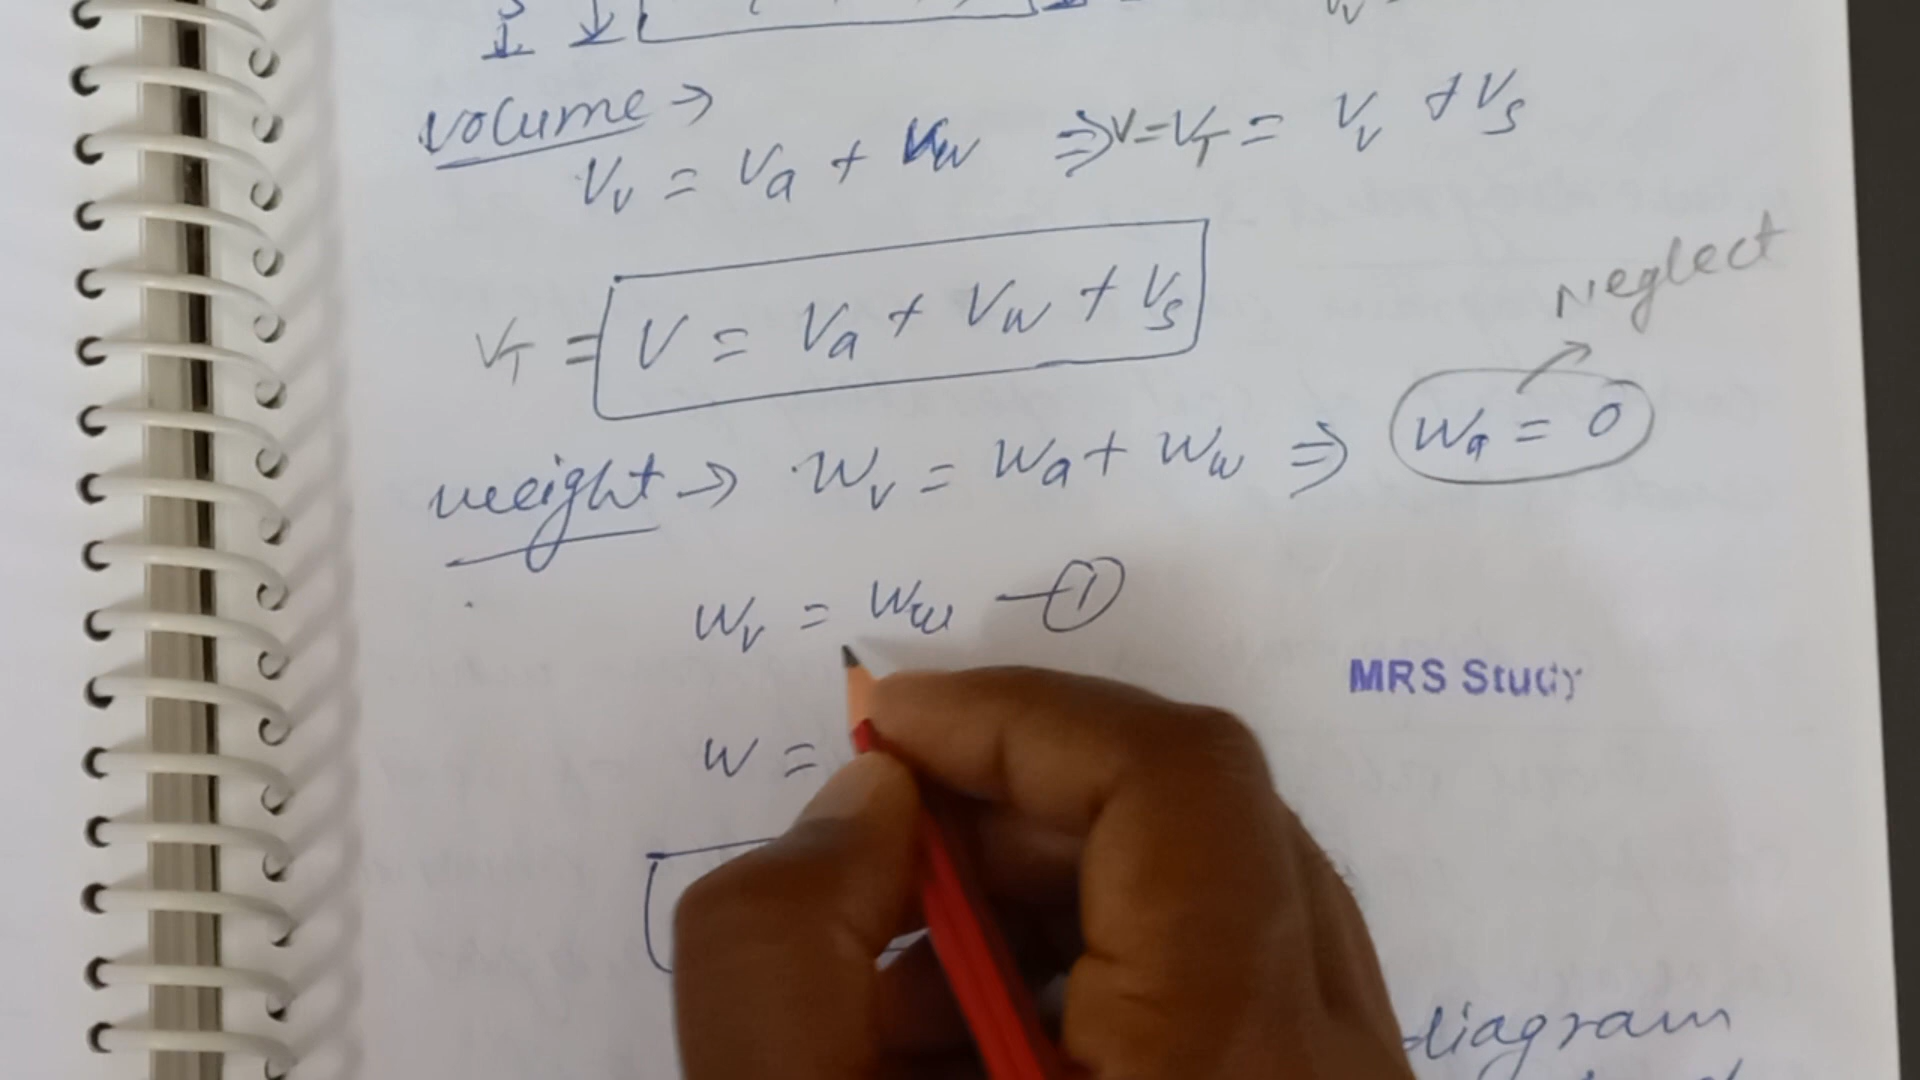 volume →
Vv = Va + Vw ⇒ V = VT = Vv + Vs
VT = V = Va + Vw + Vs
Neglect
weight → Wv = Wa + Ww ⇒ Wa = 0
Wv = Ww — ①
MRS Study
W =
diagram